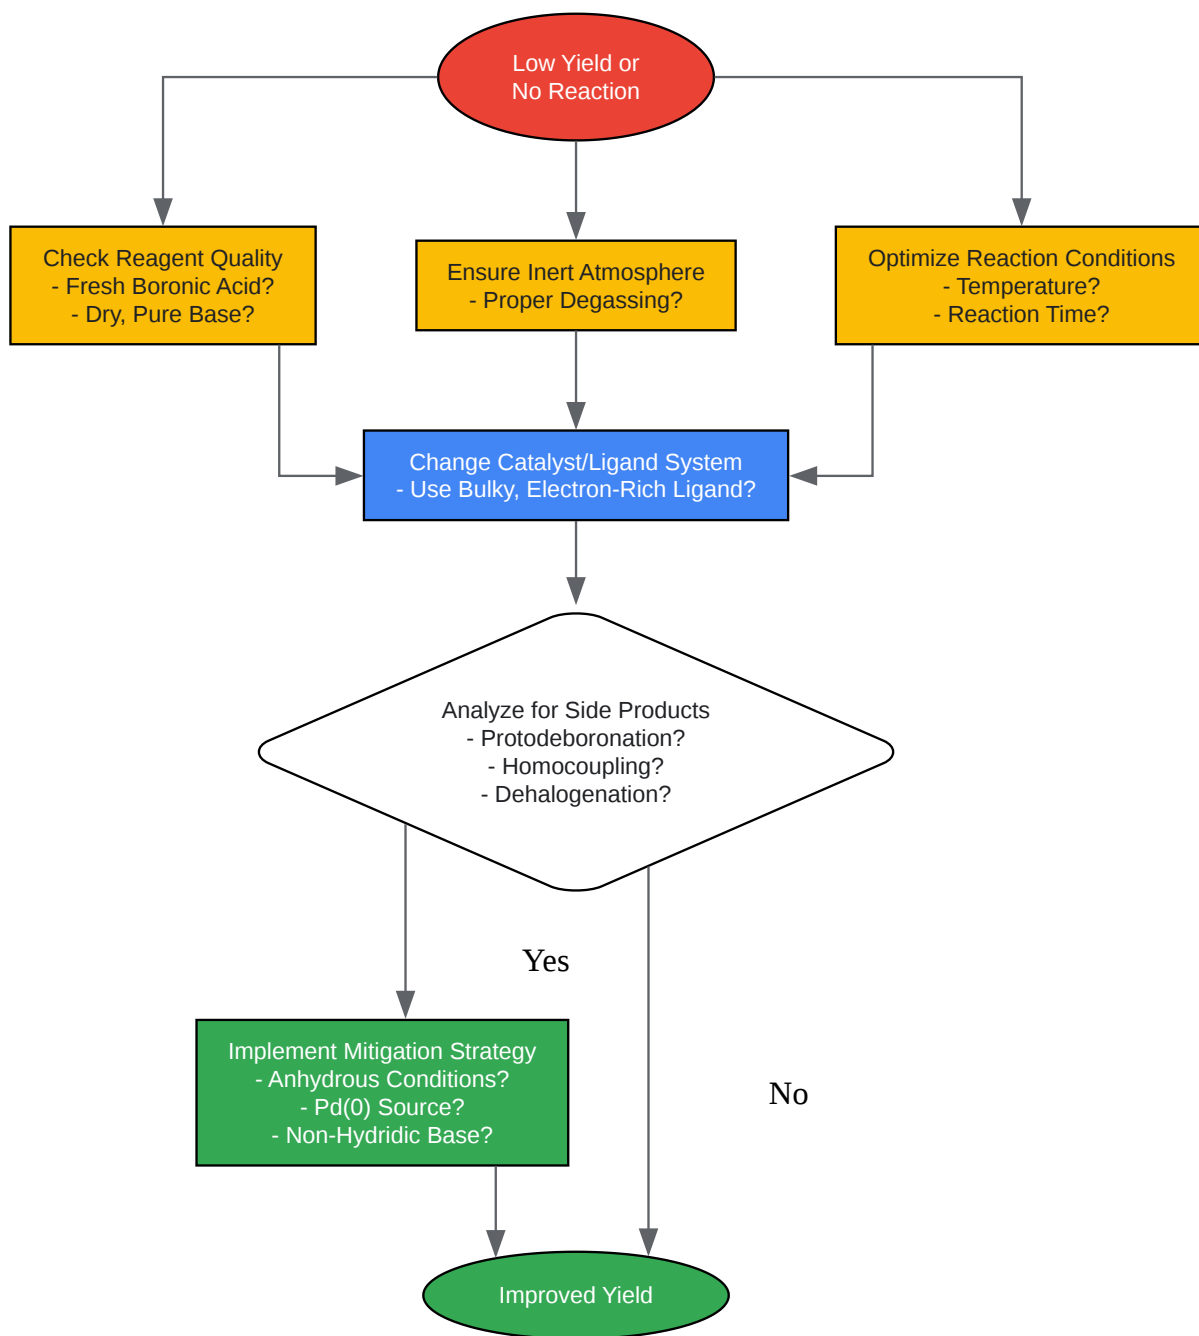 Low Yield or
No Reaction
Check Reagent Quality
- Fresh Boronic Acid?
- Dry, Pure Base?
Ensure Inert Atmosphere
- Proper Degassing?
Optimize Reaction Conditions
- Temperature?
- Reaction Time?
Change Catalyst/Ligand System
- Use Bulky, Electron-Rich Ligand?
Analyze for Side Products
- Protodeboronation?
- Homocoupling?
- Dehalogenation?
Yes
Implement Mitigation Strategy
- Anhydrous Conditions?
- Pd(0) Source?
- Non-Hydridic Base?
No
Improved Yield